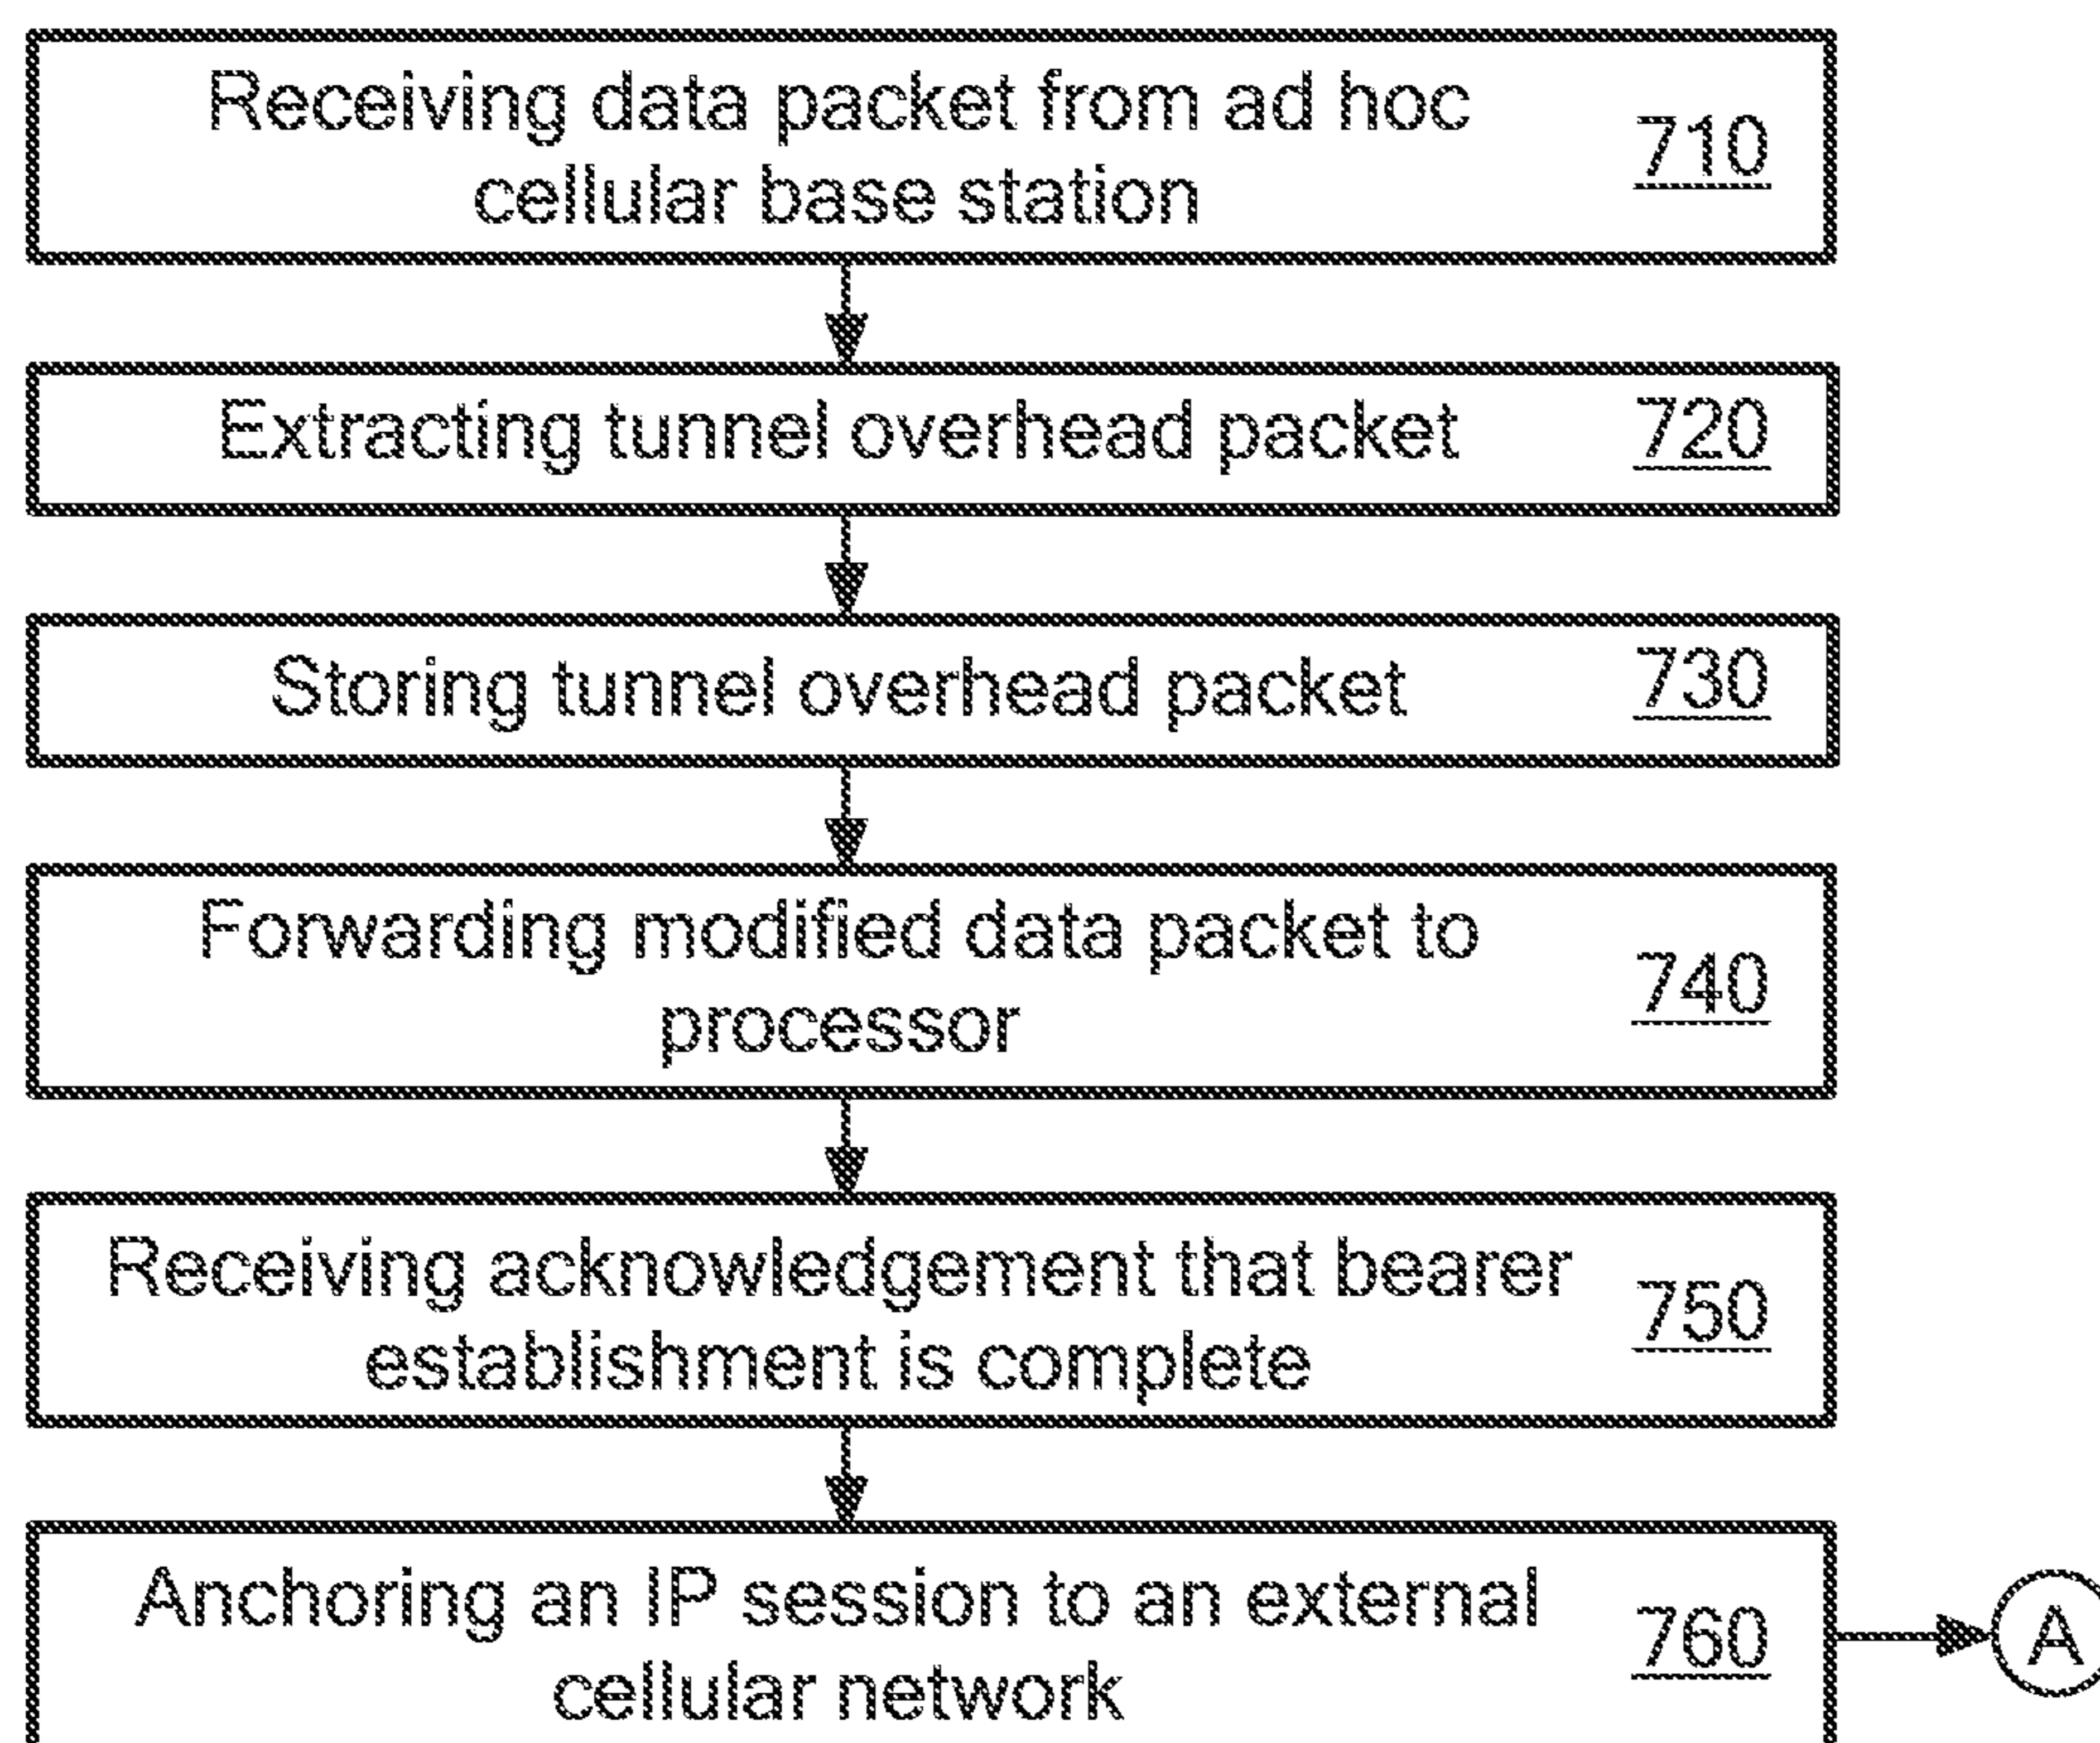 Receiving data packet from ad hoc
cellular base station
710
Extracting tunnel overhead packet
720
Storing tunnel overhead packet
730
Forwarding modified data packet to
processor
740
Receiving acknowledgement that bearer
establishment is complete
750
Anchoring an IP session to an external
cellular network
760
A